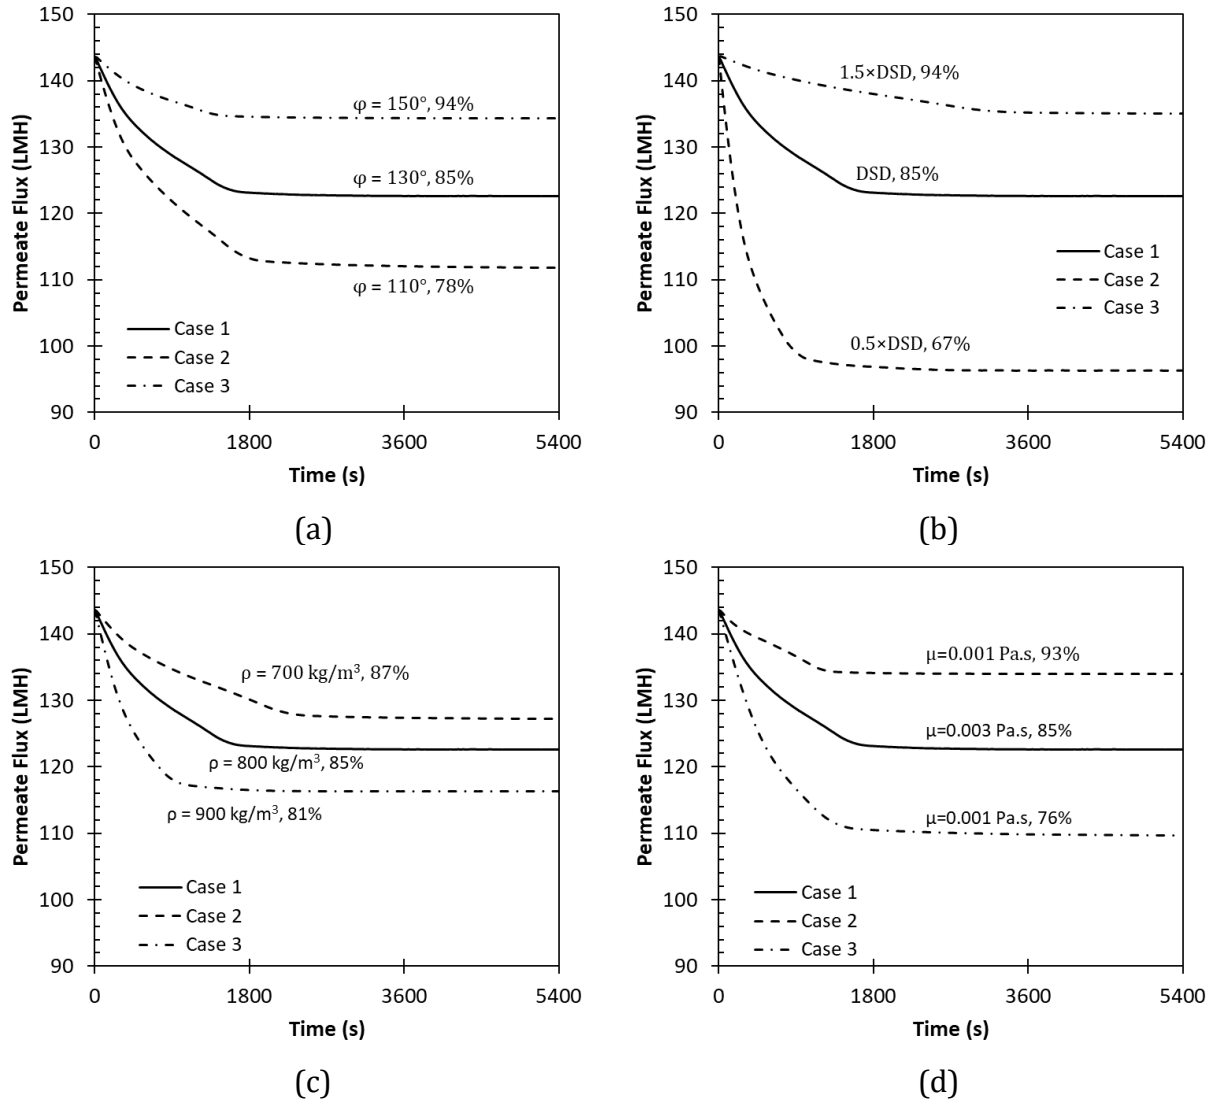 150
140
130
120
110
100
90
Permeate Flux (LMH)
φ = 150°, 94%
φ = 130°, 85%
φ = 110°, 78%
Case 1
Case 2
Case 3
0 1800 3600 5400
Time (s)
(a)
150
140
130
120
110
100
90
Permeate Flux (LMH)
1.5×DSD, 94%
DSD, 85%
Case 1
Case 2
Case 3
0.5×DSD, 67%
0 1800 3600 5400
Time (s)
(b)
150
140
130
120
110
100
90
Permeate Flux (LMH)
ρ = 700 kg/m³, 87%
ρ = 800 kg/m³, 85%
ρ = 900 kg/m³, 81%
Case 1
Case 2
Case 3
0 1800 3600 5400
Time (s)
(c)
150
140
130
120
110
100
90
Permeate Flux (LMH)
μ=0.001 Pa.s, 93%
μ=0.003 Pa.s, 85%
μ=0.001 Pa.s, 76%
Case 1
Case 2
Case 3
0 1800 3600 5400
Time (s)
(d)